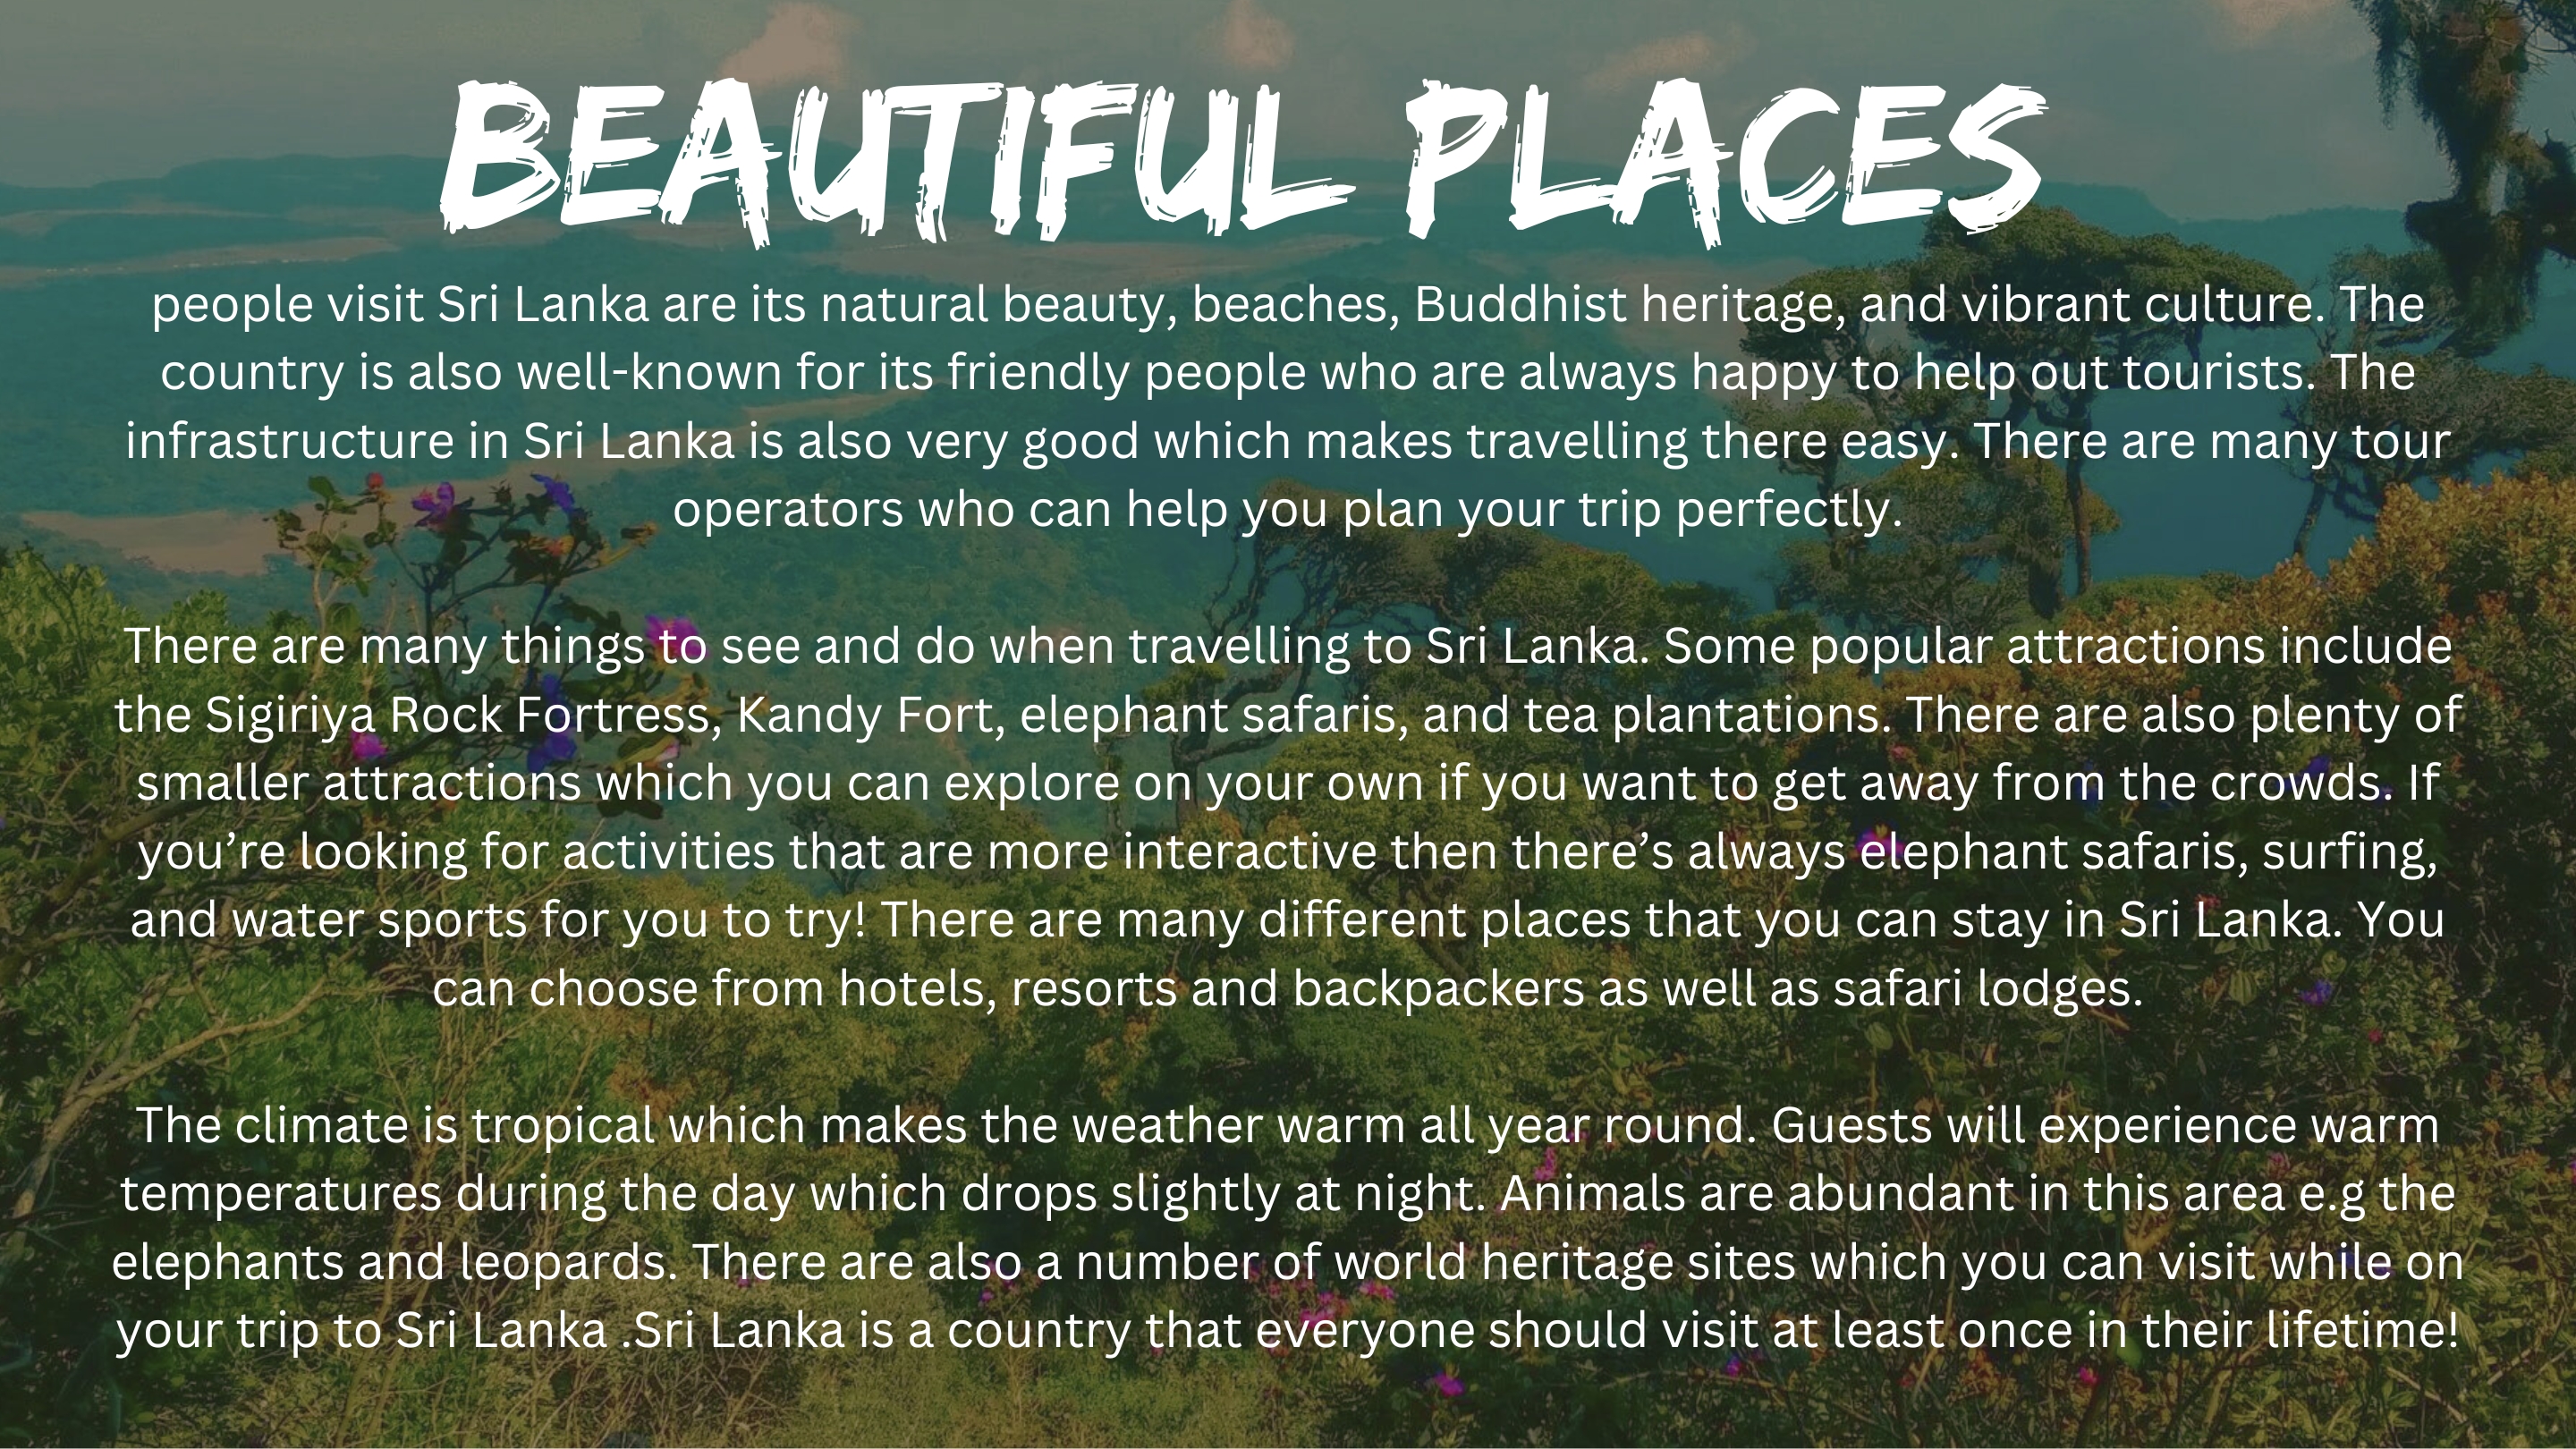 BEAUTIFUL PLACES
people visit Sri Lanka are its natural beauty, beaches, Buddhist heritage, and vibrant culture. The
country is also well-known for its friendly people who are always happy to help out tourists. The
infrastructure in Sri Lanka is also very good which makes travelling there easy. There are many tour
operators who can help you plan your trip perfectly.
There are many things to see and do when travelling to Sri Lanka. Some popular attractions include
the Sigiriya Rock Fortress, Kandy Fort, elephant safaris, and tea plantations. There are also plenty of
smaller attractions which you can explore on your own if you want to get away from the crowds. If
you’re looking for activities that are more interactive then there’s always elephant safaris, surfing,
and water sports for you to try! There are many different places that you can stay in Sri Lanka. You
can choose from hotels, resorts and backpackers as well as safari lodges.
The climate is tropical which makes the weather warm all year round. Guests will experience warm
temperatures during the day which drops slightly at night. Animals are abundant in this area e.g the
elephants and leopards. There are also a number of world heritage sites which you can visit while on
your trip to Sri Lanka .Sri Lanka is a country that everyone should visit at least once in their lifetime!